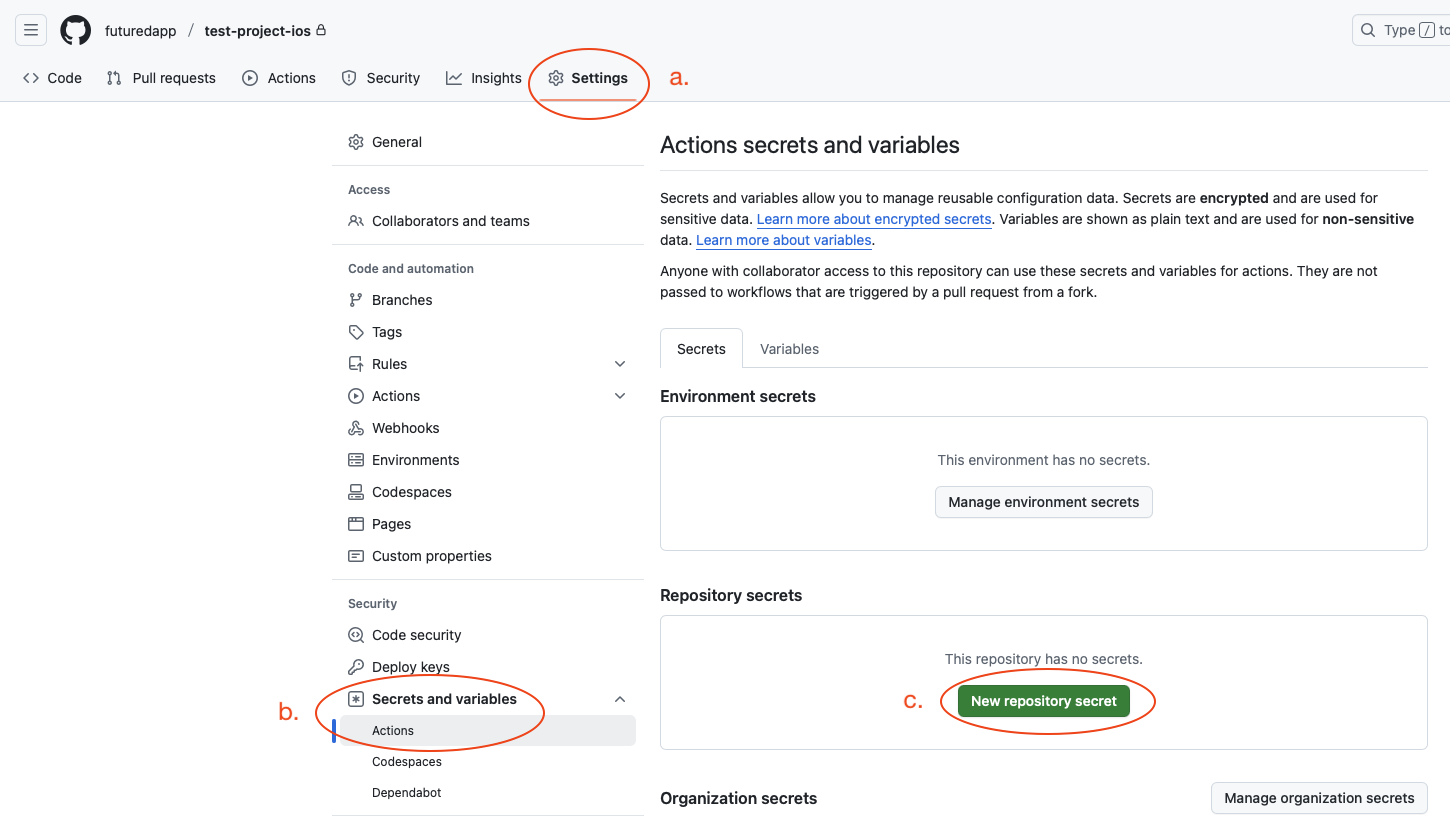 futuredapp / test-project-ios
Type / to
Code Pull requests Actions Security Insights Settings a.
General
Access
Collaborators and teams
Code and automation
Branches
Tags
Rules
Actions
Webhooks
Environments
Codespaces
Pages
Custom properties
Security
Code security
Deploy keys
b. Secrets and variables
Actions
Codespaces
Dependabot
Actions secrets and variables
Secrets and variables allow you to manage reusable configuration data. Secrets are encrypted and are used for
sensitive data. Learn more about encrypted secrets. Variables are shown as plain text and are used for non-sensitive
data. Learn more about variables.
Anyone with collaborator access to this repository can use these secrets and variables for actions. They are not
passed to workflows that are triggered by a pull request from a fork.
Secrets Variables
Environment secrets
This environment has no secrets.
Manage environment secrets
Repository secrets
This repository has no secrets.
c. New repository secret
Organization secrets Manage organization secrets